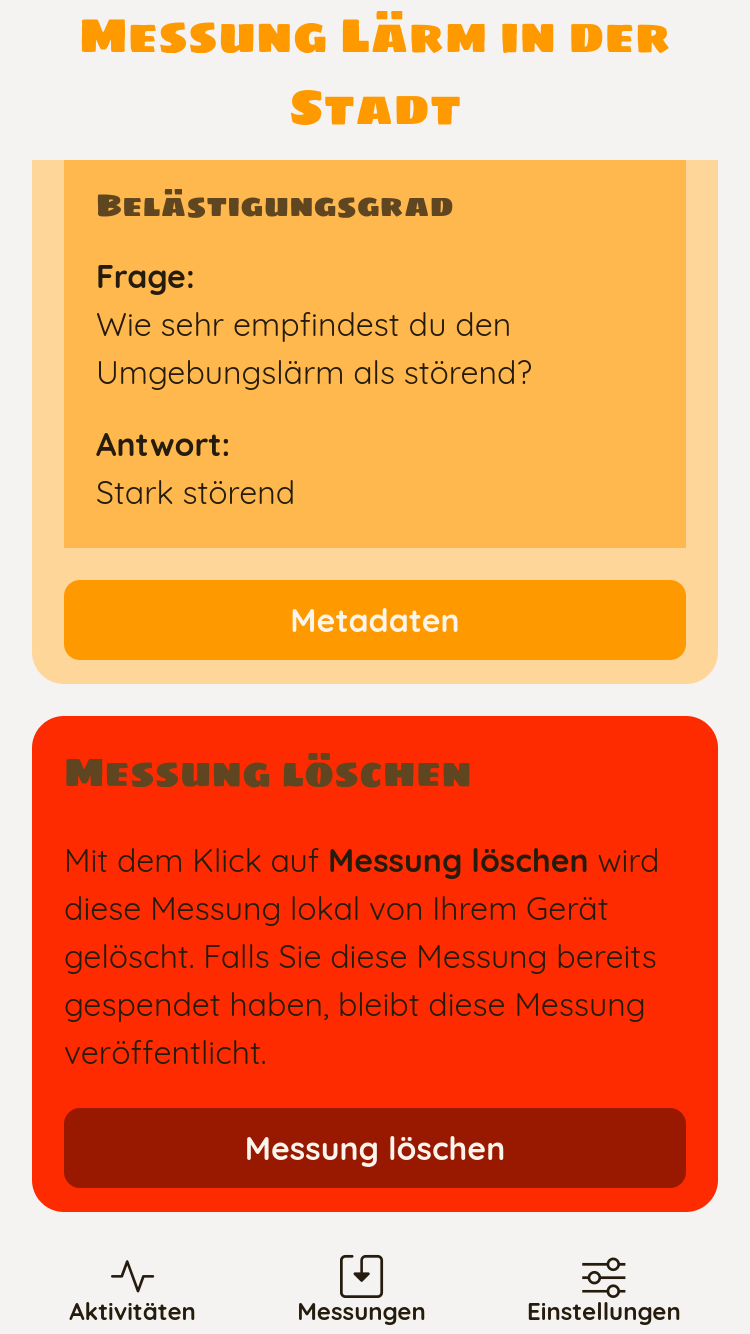 Messung Lärm in der
Stadt
Belästigungsgrad
Frage:
Wie sehr empfindest du den
Umgebungslärm als störend?
Antwort:
Stark störend
Metadaten
Messung löschen
Mit dem Klick auf Messung löschen wird
diese Messung lokal von Ihrem Gerät
gelöscht. Falls Sie diese Messung bereits
gespendet haben, bleibt diese Messung
veröffentlicht.
Messung löschen
Aktivitäten
Messungen
Einstellungen